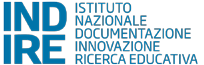 INDIRE
ISTITUTO
NAZIONALE
DOCUMENTAZIONE
INNOVAZIONE
RICERCA EDUCATIVA